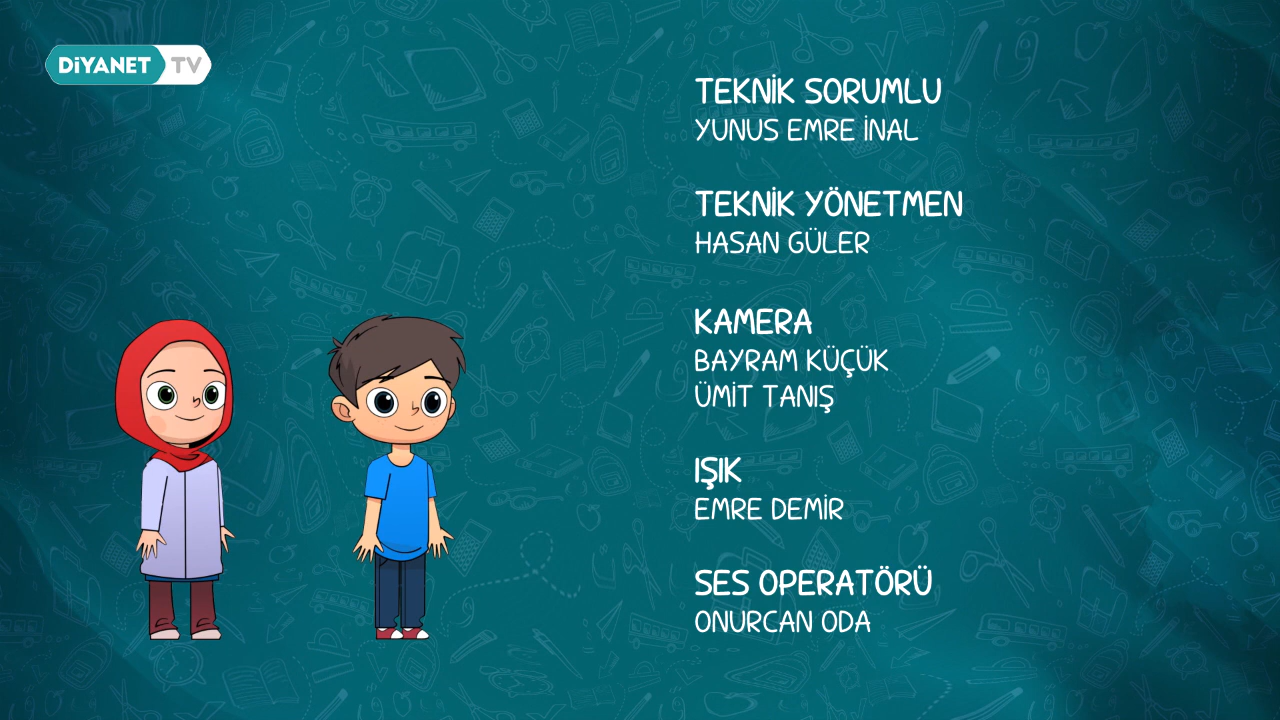 DİYANET TV
TEKNİK SORUMLU
YUNUS EMRE İNAL
TEKNİK YÖNETMEN
HASAN GÜLER
KAMERA
BAYRAM KÜÇÜK
ÜMİT TANIŞ
IŞIK
EMRE DEMİR
SES OPERATÖRÜ
ONURCAN ODA